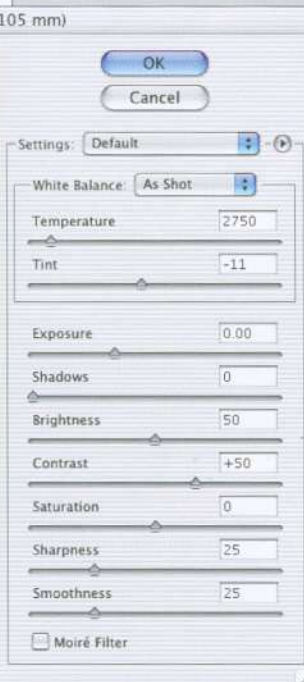 105 mm)
OK
Cancel
Settings: Default
White Balance: As Shot
Temperature 2750
Tint -11
Exposure 0.00
Shadows 0
Brightness 50
Contrast +50
Saturation 0
Sharpness 25
Smoothness 25
Moiré Filter